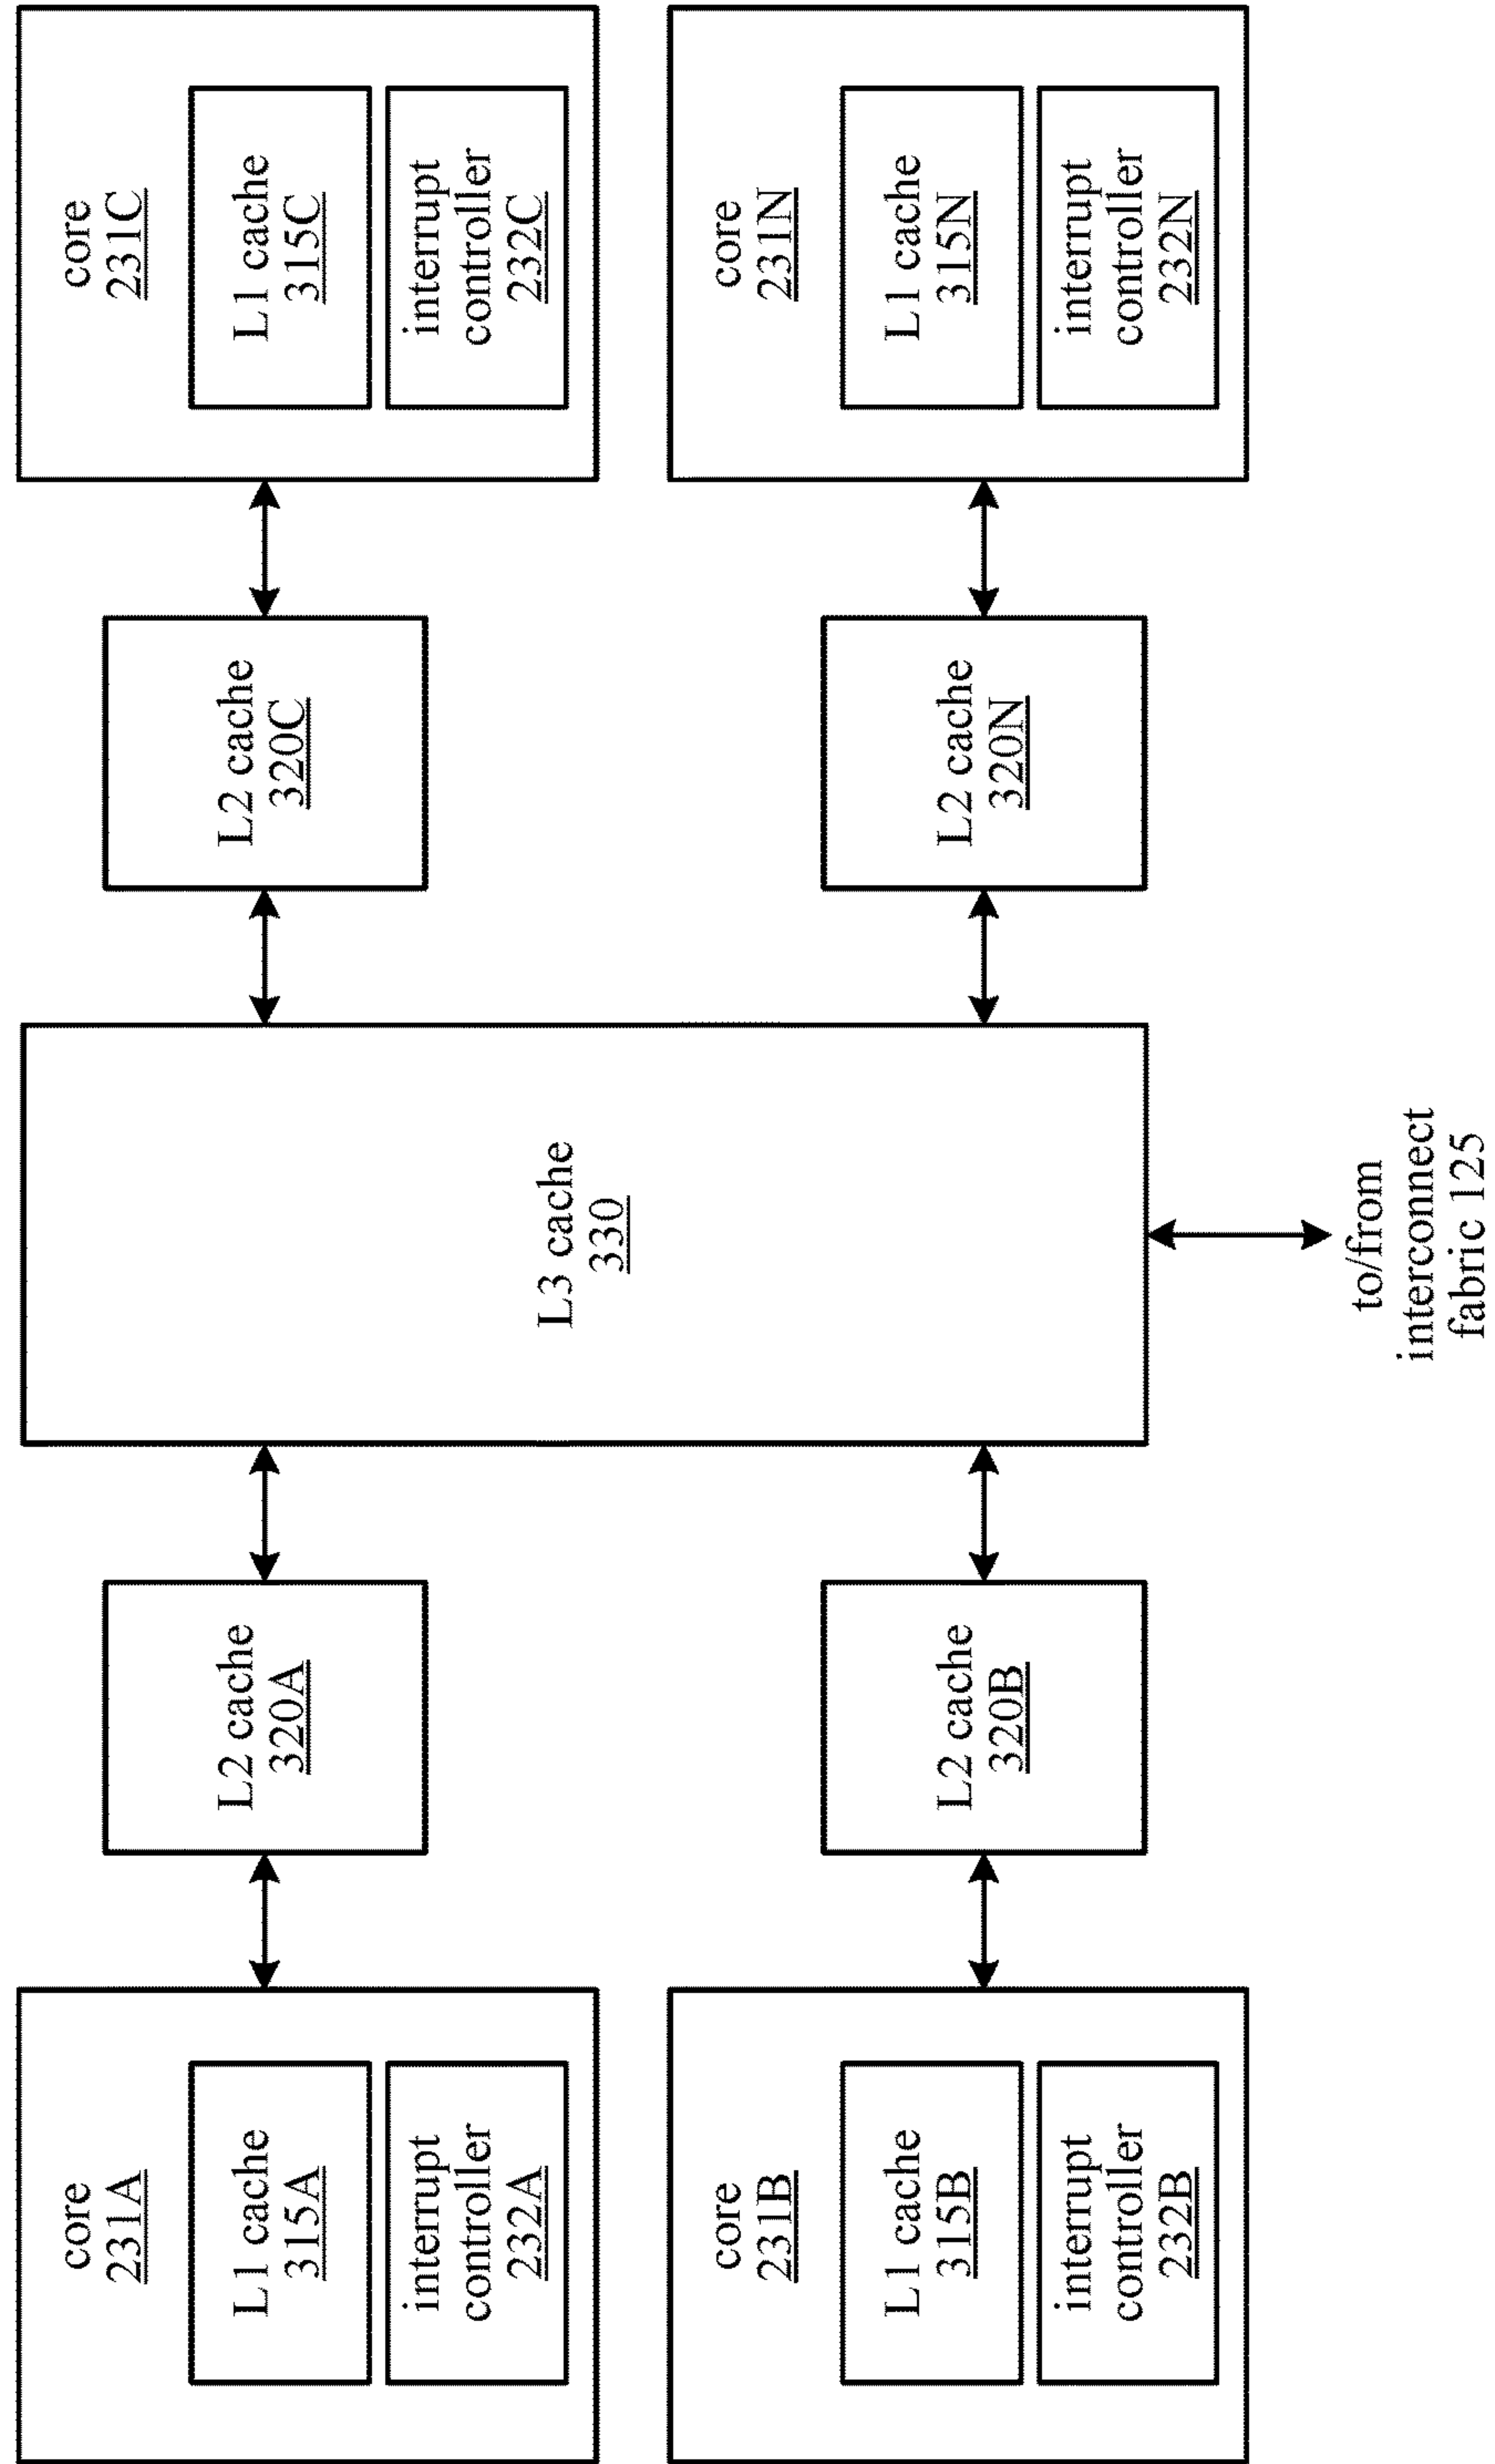 core
231A
L1 cache
315A
interrupt
controller
232A
L2 cache
320A
L3 cache
330
L2 cache
320C
core
231C
L1 cache
315C
interrupt
controller
232C
core
231B
L1 cache
315B
interrupt
controller
232B
L2 cache
320B
L2 cache
320N
core
231N
L1 cache
315N
interrupt
controller
232N
to/from
interconnect
fabric 125